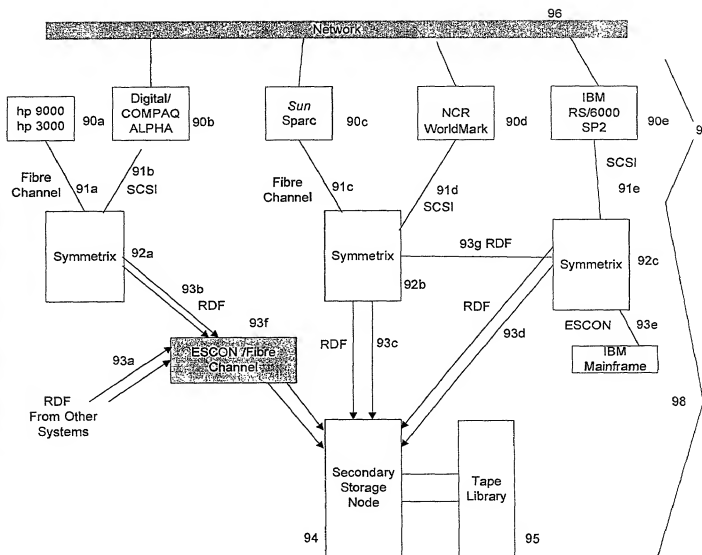 96
Network
hp 9000
hp 3000
90a
Digital/
COMPAQ
ALPHA
90b
Sun
Sparc
90c
NCR
WorldMark
90d
IBM
RS/6000
SP2
90e
9
Fibre
Channel
91a
91b
SCSI
Fibre
Channel
91c
91d
SCSI
SCSI
91e
Symmetrix
92a
Symmetrix
92b
93g RDF
Symmetrix
92c
93b
RDF
93f
ESCON /Fibre
Channel
93a
RDF
From Other
Systems
RDF
93c
RDF
93d
ESCON
93e
IBM
Mainframe
98
Secondary
Storage
Node
94
Tape
Library
95